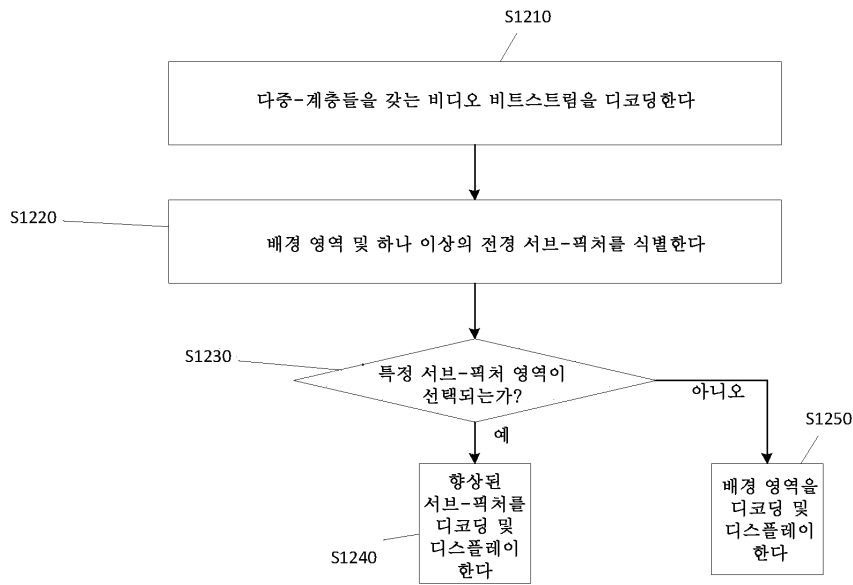 S1210
다중-계층들을 갖는 비디오 비트스트림을 디코딩한다
S1220
배경 영역 및 하나 이상의 전경 서브-픽처를 식별한다
S1230
특정 서브-픽처 영역이
선택되는가?
아니오
예
S1250
향상된
서브-픽처를
디코딩 및
디스플레이
한다
S1240
배경 영역을
디코딩 및
디스플레이
한다